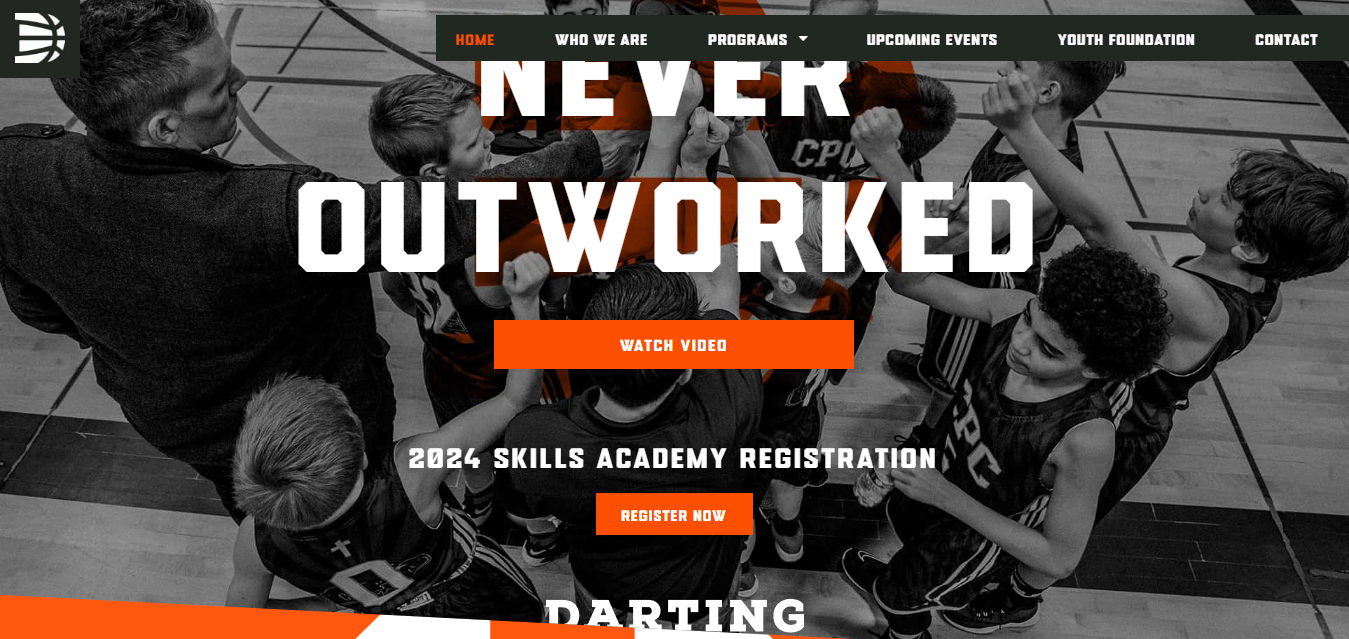 HOME WHO WE ARE PROGRAMS UPCOMING EVENTS YOUTH FOUNDATION CONTACT
NEVER
OUTWORKED
WATCH VIDEO
2024 SKILLS ACADEMY REGISTRATION
REGISTER NOW
DARTING
CPC